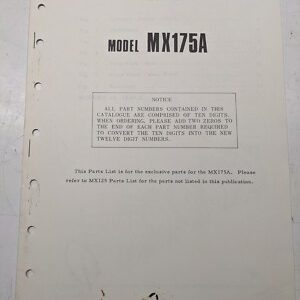 MODEL MX175A
NOTICE
ALL PART NUMBERS CONTAINED IN THIS
CATALOGUE ARE COMPRISED OF TEN DIGITS.
WHEN ORDERING, PLEASE ADD TWO ZEROS TO
THE END OF EACH PART NUMBER REQUIRED
TO CONVERT THE TEN DIGITS INTO THE NEW
TWELVE DIGIT NUMBERS.
This Parts List is for the exclusive parts for the MX175A. Please
refer to MX125 Parts List for the parts not listed in this publication.